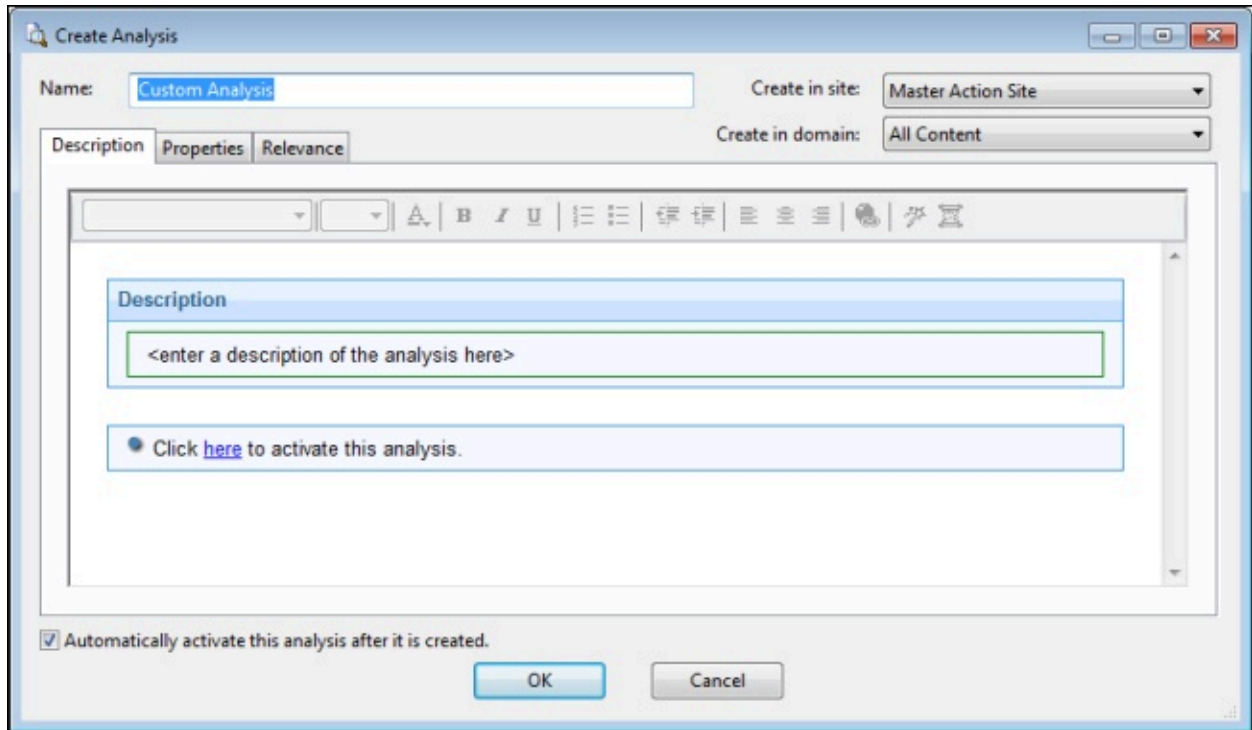 Create Analysis
Name: Custom Analysis Create in site: Master Action Site
Create in domain: All Content
Description Properties Relevance
A B I U
Description
<enter a description of the analysis here>
Click here to activate this analysis.
Automatically activate this analysis after it is created.
OK Cancel